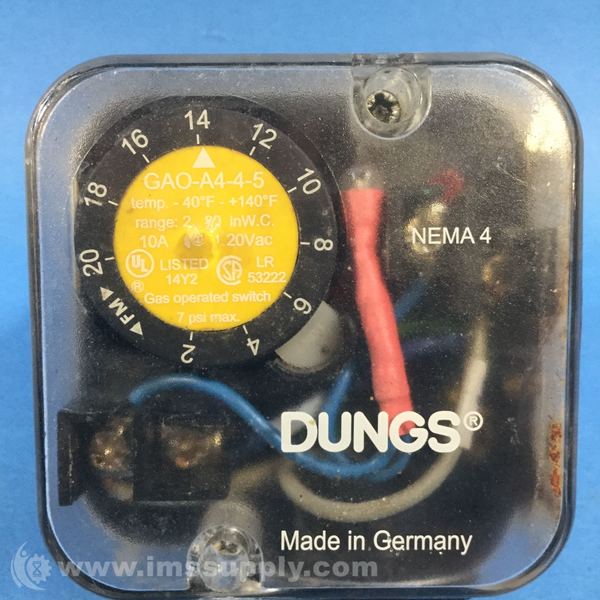 14
12
10
8
6
4
2
FM
20
18
16
GAO-A4-4-5
temp. - 40°F - +140°F
range: 2 20 inW.C.
10A 120Vac
UL
®
LISTED
14Y2
LR
53222
Gas operated switch
7 psi max.
NEMA 4
DUNGS®
Made in Germany
www.imssupply.com